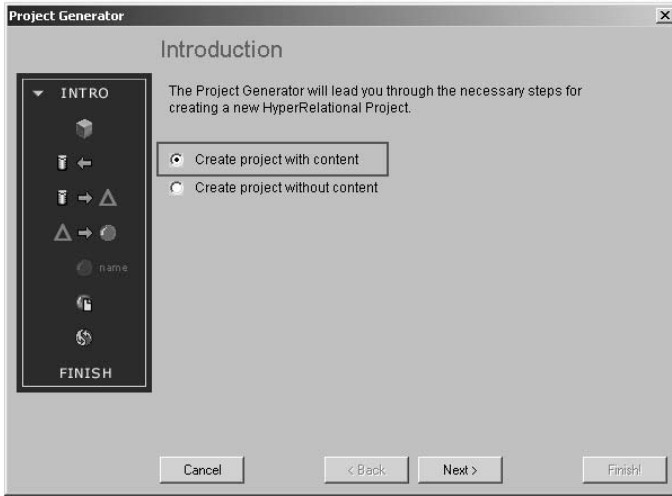 Project Generator
Introduction
INTRO
The Project Generator will lead you through the necessary steps for
creating a new HyperRelational Project.
Create project with content
Create project without content
name
FINISH
Cancel
< Back
Next >
Finish!